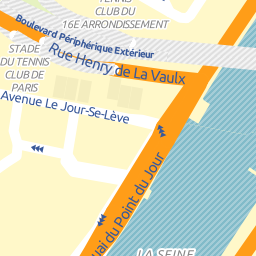 TENNIS
CLUB DU
16E ARRONDISSEMENT
Boulevard Périphérique Extérieur
STADE
DU TENNIS
CLUB DE
PARIS
Rue Henry de La Vaulx
Avenue Le Jour-Se-Lève
Quai du Point du Jour
LA SEINE